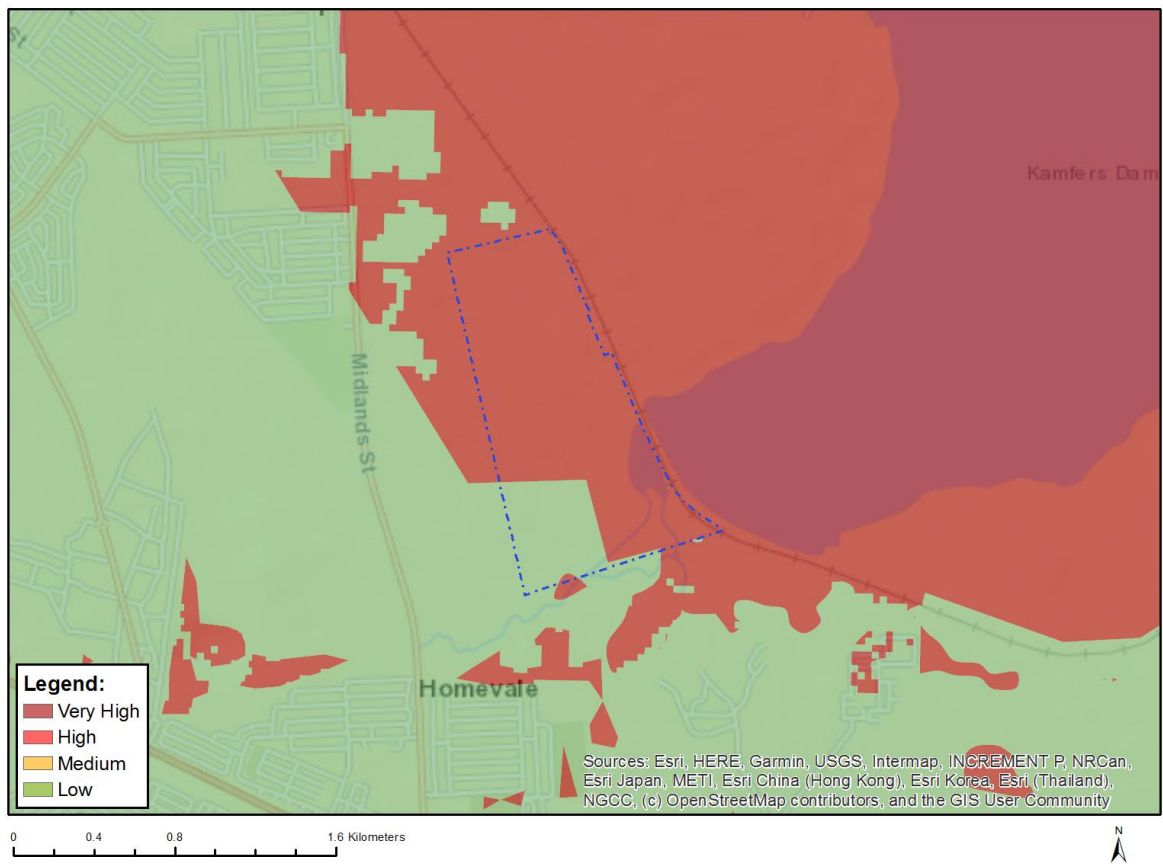 st
Kamfers Dam
Midlands St
Homevale
Legend:
Very High
High
Medium
Low
Sources: Esri, HERE, Garmin, USGS, Intermap, INCREMENT P, NRCan,
Esri Japan, METI, Esri China (Hong Kong), Esri Korea, Esri (Thailand),
NGCC, (c) OpenStreetMap contributors, and the GIS User Community
0 0.4 0.8 1.6 Kilometers
N